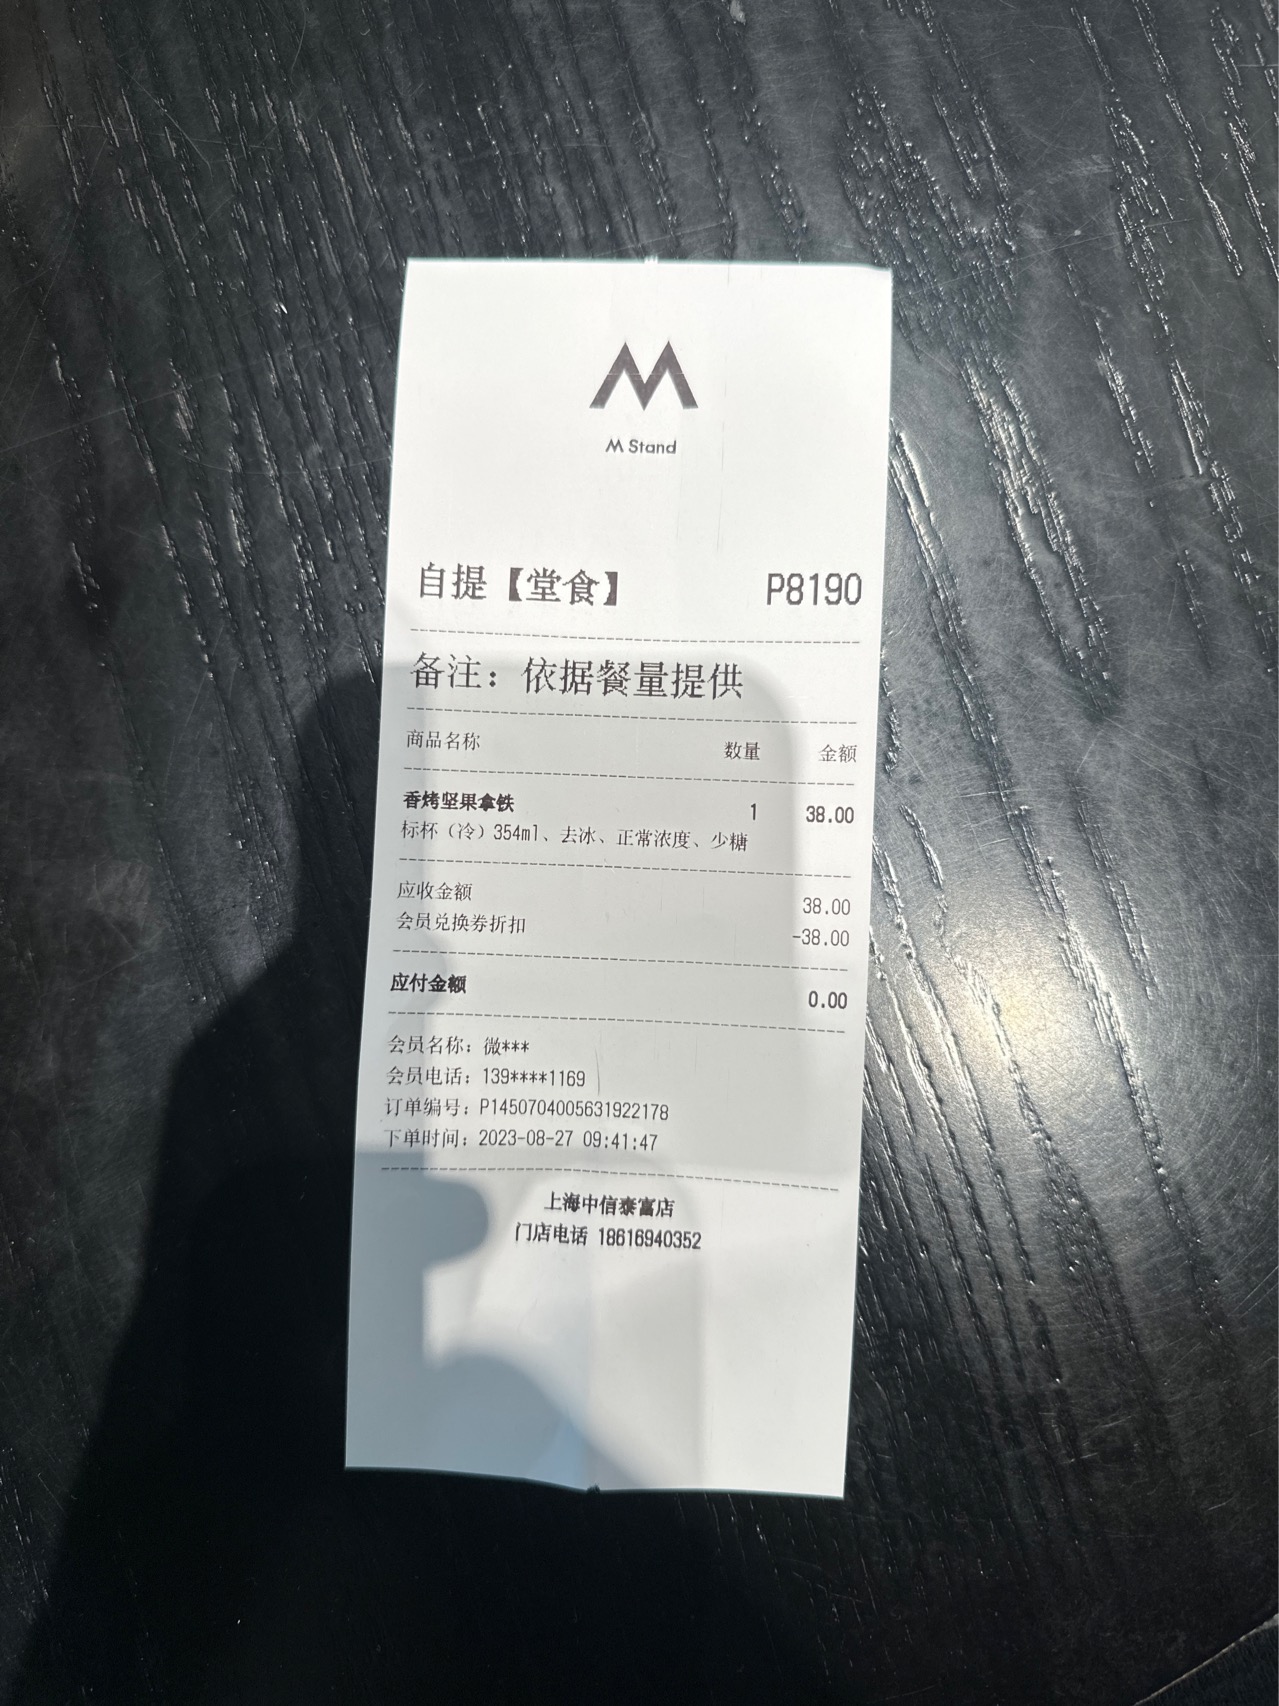 M
M Stand
自提【堂食】 P8190
备注：依据餐量提供
商品名称 数量 金额
香烤坚果拿铁 1 38.00
标杯（冷）354ml、去冰、正常浓度、少糖
应收金额 38.00
会员兑换券折扣 -38.00
应付金额 0.00
会员名称：微***
会员电话：139****1169
订单编号：P1450704005631922178
下单时间：2023-08-27 09:41:47
上海中信泰富店
门店电话 18616940352